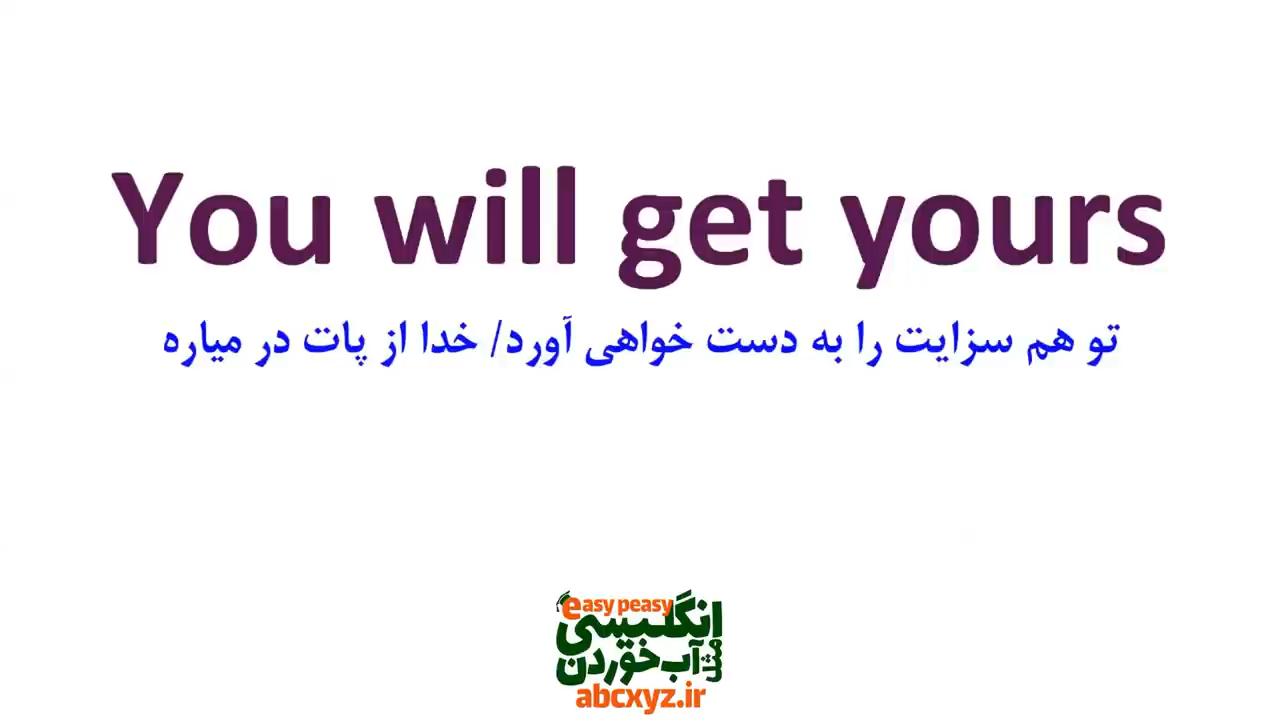 You will get yours
تو هم سزایت را به دست خواهی آورد/ خدا از پات در میاره
easy peasy
انگلیسی
مثل آب خوردن
abcxyz.ir